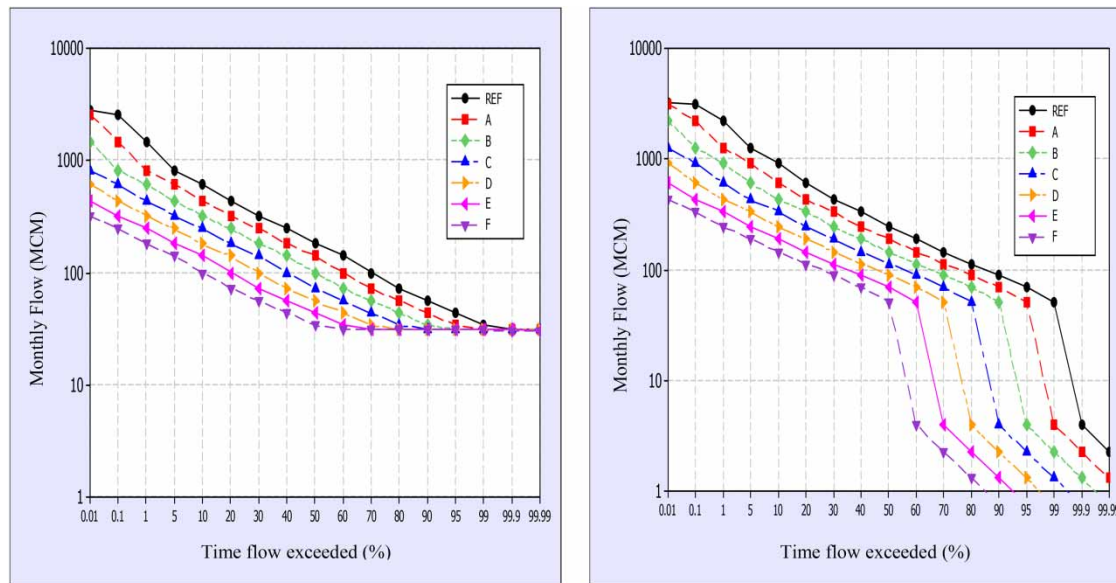 10000
1000
100
10
1
Monthly Flow (MCM)
REF
A
B
C
D
E
F
0.01 0.1 1 5 10 20 30 40 50 60 70 80 90 95 99 99.9 99.99
Time flow exceeded (%)
10000
1000
100
10
1
Monthly Flow (MCM)
REF
A
B
C
D
E
F
0.01 0.1 1 5 10 20 30 40 50 60 70 80 90 95 99 99.9 99.99
Time flow exceeded (%)